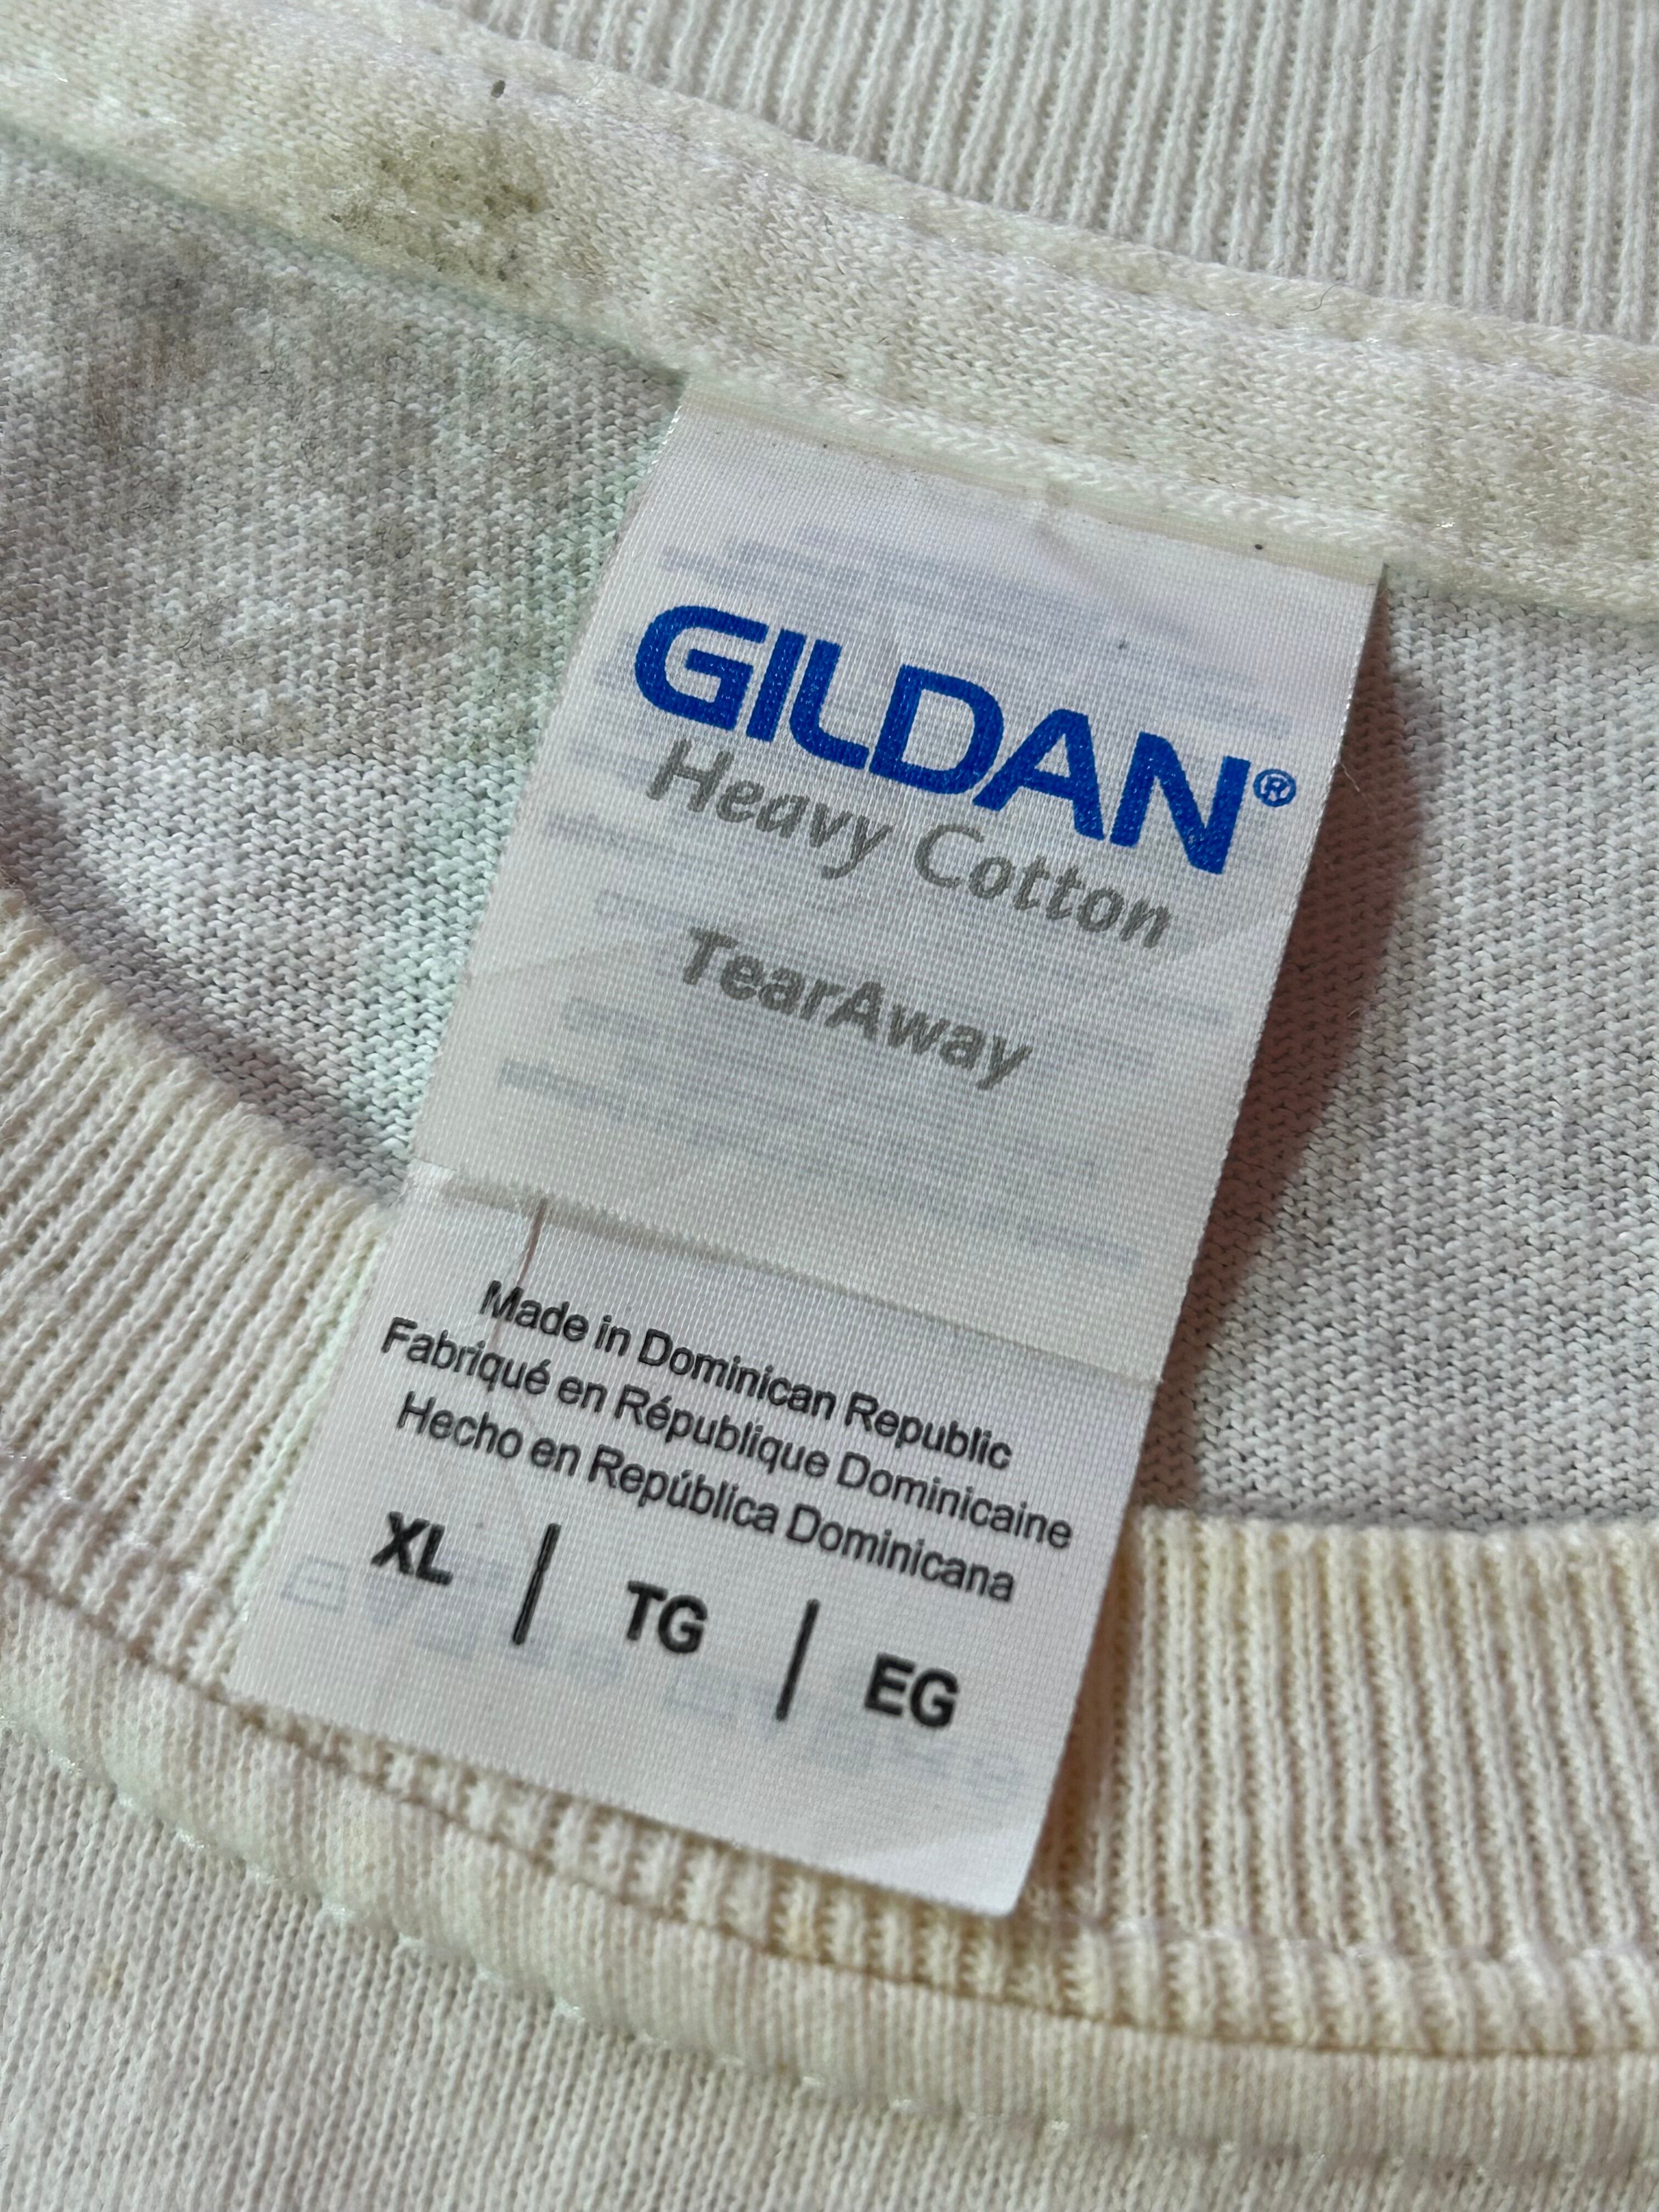 GILDAN®
Heavy Cotton
TearAway
Made in Dominican Republic
Fabriqué en République Dominicaine
Hecho en República Dominicana
XL | TG | EG